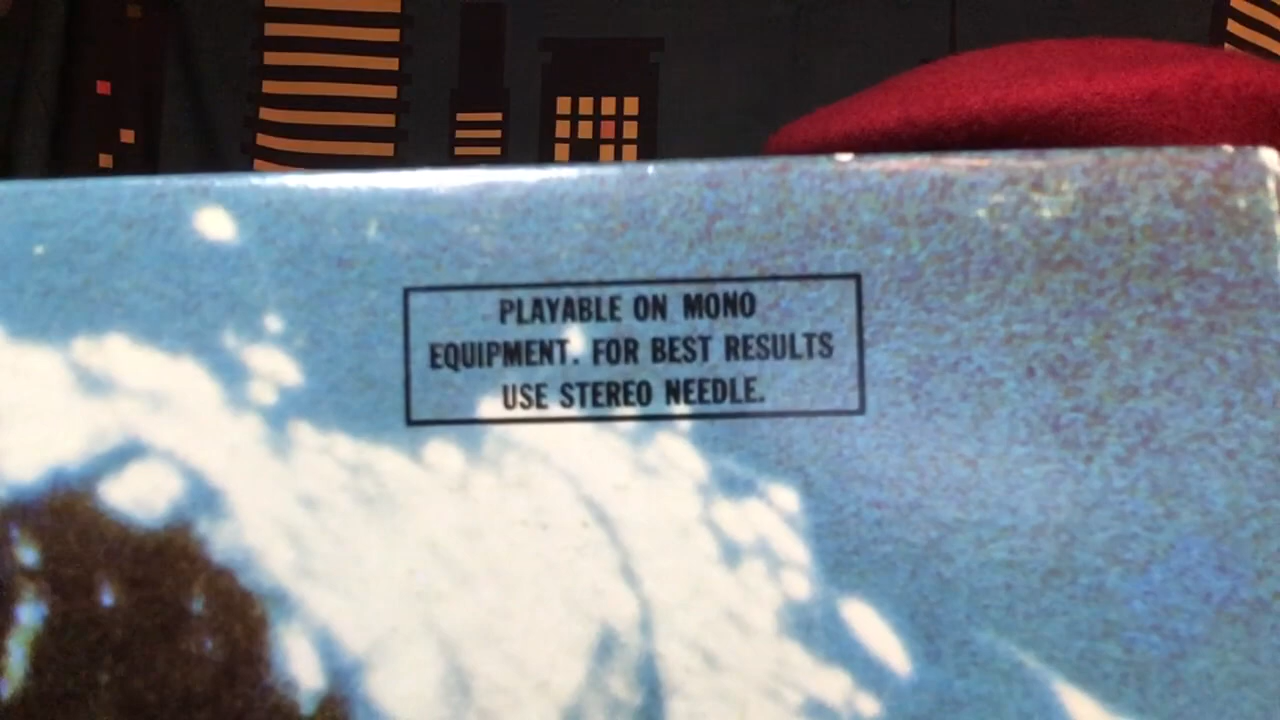 PLAYABLE ON MONO
EQUIPMENT. FOR BEST RESULTS
USE STEREO NEEDLE.